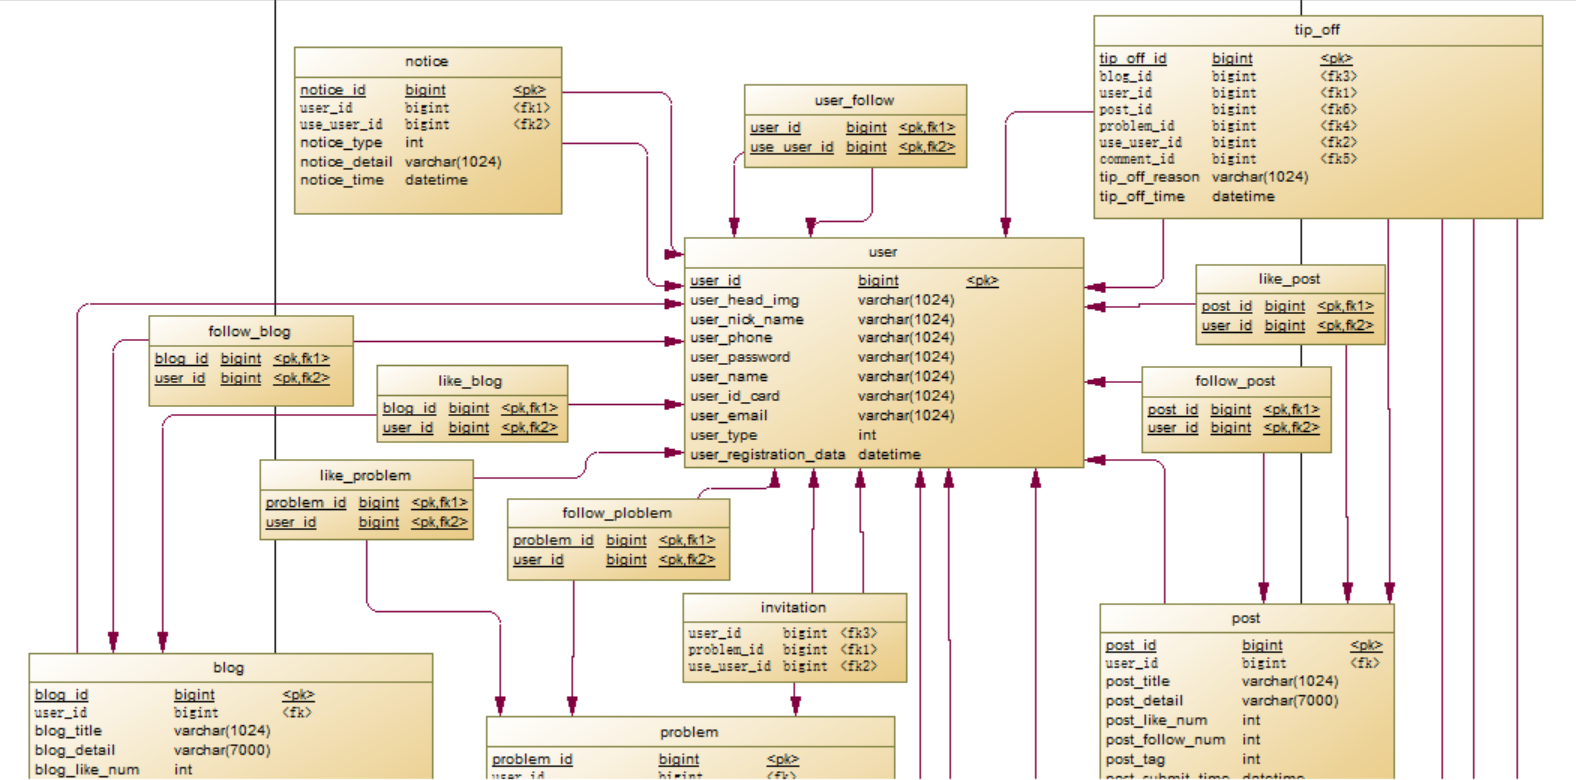 notice
notice_id bigint <pk>
user_id bigint <fk1>
use_user_id bigint <fk2>
notice_type int
notice_detail varchar(1024)
notice_time datetime
user_follow
user_id bigint <pk,fk1>
use_user_id bigint <pk,fk2>
tip_off
tip_off_id bigint <pk>
blog_id bigint <fk3>
user_id bigint <fk1>
post_id bigint <fk6>
problem_id bigint <fk4>
use_user_id bigint <fk2>
comment_id bigint <fk5>
tip_off_reason varchar(1024)
tip_off_time datetime
user
user_id bigint <pk>
user_head_img varchar(1024)
user_nick_name varchar(1024)
user_phone varchar(1024)
user_password varchar(1024)
user_name varchar(1024)
user_id_card varchar(1024)
user_email varchar(1024)
user_type int
user_registration_data datetime
like_post
post_id bigint <pk,fk1>
user_id bigint <pk,fk2>
follow_blog
blog_id bigint <pk,fk1>
user_id bigint <pk,fk2>
like_blog
blog_id bigint <pk,fk1>
user_id bigint <pk,fk2>
follow_post
post_id bigint <pk,fk1>
user_id bigint <pk,fk2>
like_problem
problem_id bigint <pk,fk1>
user_id bigint <pk,fk2>
follow_ploblem
problem_id bigint <pk,fk1>
user_id bigint <pk,fk2>
invitation
user_id bigint <fk3>
problem_id bigint <fk1>
use_user_id bigint <fk2>
blog
blog_id bigint <pk>
user_id bigint <fk>
blog_title varchar(1024)
blog_detail varchar(7000)
blog_like_num int
problem
problem_id bigint <pk>
user_id bigint <fk>
post
post_id bigint <pk>
user_id bigint <fk>
post_title varchar(1024)
post_detail varchar(7000)
post_like_num int
post_follow_num int
post_tag int
post_submit_time datetime